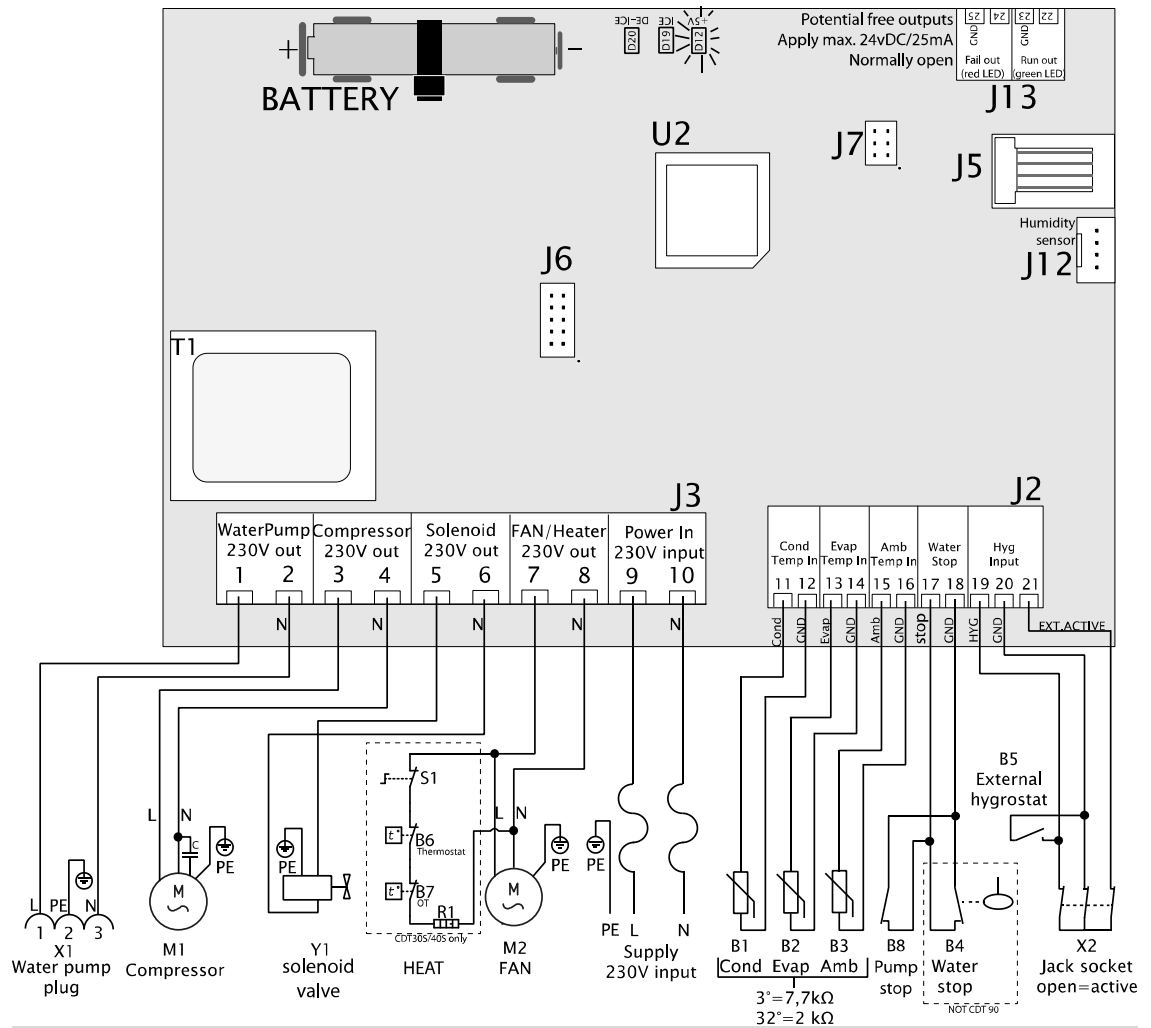 DE-ICE
ICE
+5V
D20
D19
D12
+
-
BATTERY
Potential free outputs
Apply max. 24vDC/25mA
Normally open
25 24 23 22
GND GND
Fail out Run out
(red LED) (green LED)
J13
U2
J7
J5
Humidity
sensor
J12
J6
T1
J3
WaterPump Compressor Solenoid FAN/Heater Power In
230V out 230V out 230V out 230V out 230V input
1 2 3 4 5 6 7 8 9 10
N N N N N
J2
Cond Evap Amb Water Hyg
Temp In Temp In Temp In Stop Input
11 12 13 14 15 16 17 18 19 20 21
Cond GND Evap GND Amb GND stop GND HYG GND
EXT.ACTIVE
L N
C
PE
M
L PE N
1 2 3
X1
Water pump
plug
M1
Compressor
PE
Y1
solenoid
valve
S1
t°
B6
Thermostat
t°
B7
OT
R1
CDT30S/40S only
HEAT
L N
PE
M
M2
FAN
PE
PE L N
Supply
230V input
B1 B2 B3
Cond Evap Amb
3°=7,7kΩ
32°=2 kΩ
B8
Pump
stop
B4
Water
stop
NOT CDT 90
B5
External
hygrostat
X2
Jack socket
open=active